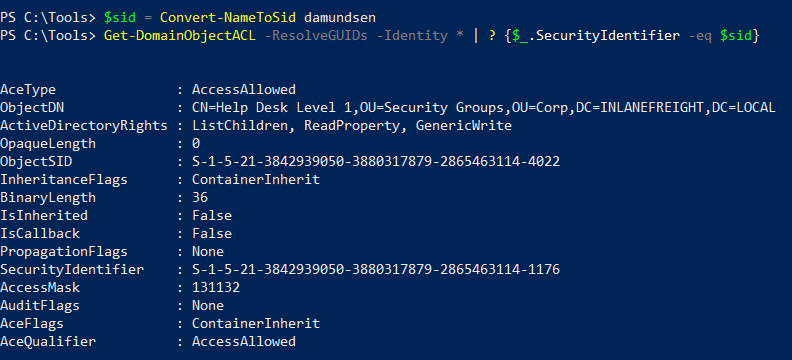 PS C:\Tools> $sid = Convert-NameToSid damundsen
PS C:\Tools> Get-DomainObjectACL -ResolveGUIDs -Identity * | ? {$_.SecurityIdentifier -eq $sid}
AceType : AccessAllowed
ObjectDN : CN=Help Desk Level 1,OU=Security Groups,OU=Corp,DC=INLANEFREIGHT,DC=LOCAL
ActiveDirectoryRights : ListChildren, ReadProperty, GenericWrite
OpaqueLength : 0
ObjectSID : S-1-5-21-3842939050-3880317879-2865463114-4022
InheritanceFlags : ContainerInherit
BinaryLength : 36
IsInherited : False
IsCallback : False
PropagationFlags : None
SecurityIdentifier : S-1-5-21-3842939050-3880317879-2865463114-1176
AccessMask : 131132
AuditFlags : None
AceFlags : ContainerInherit
AceQualifier : AccessAllowed